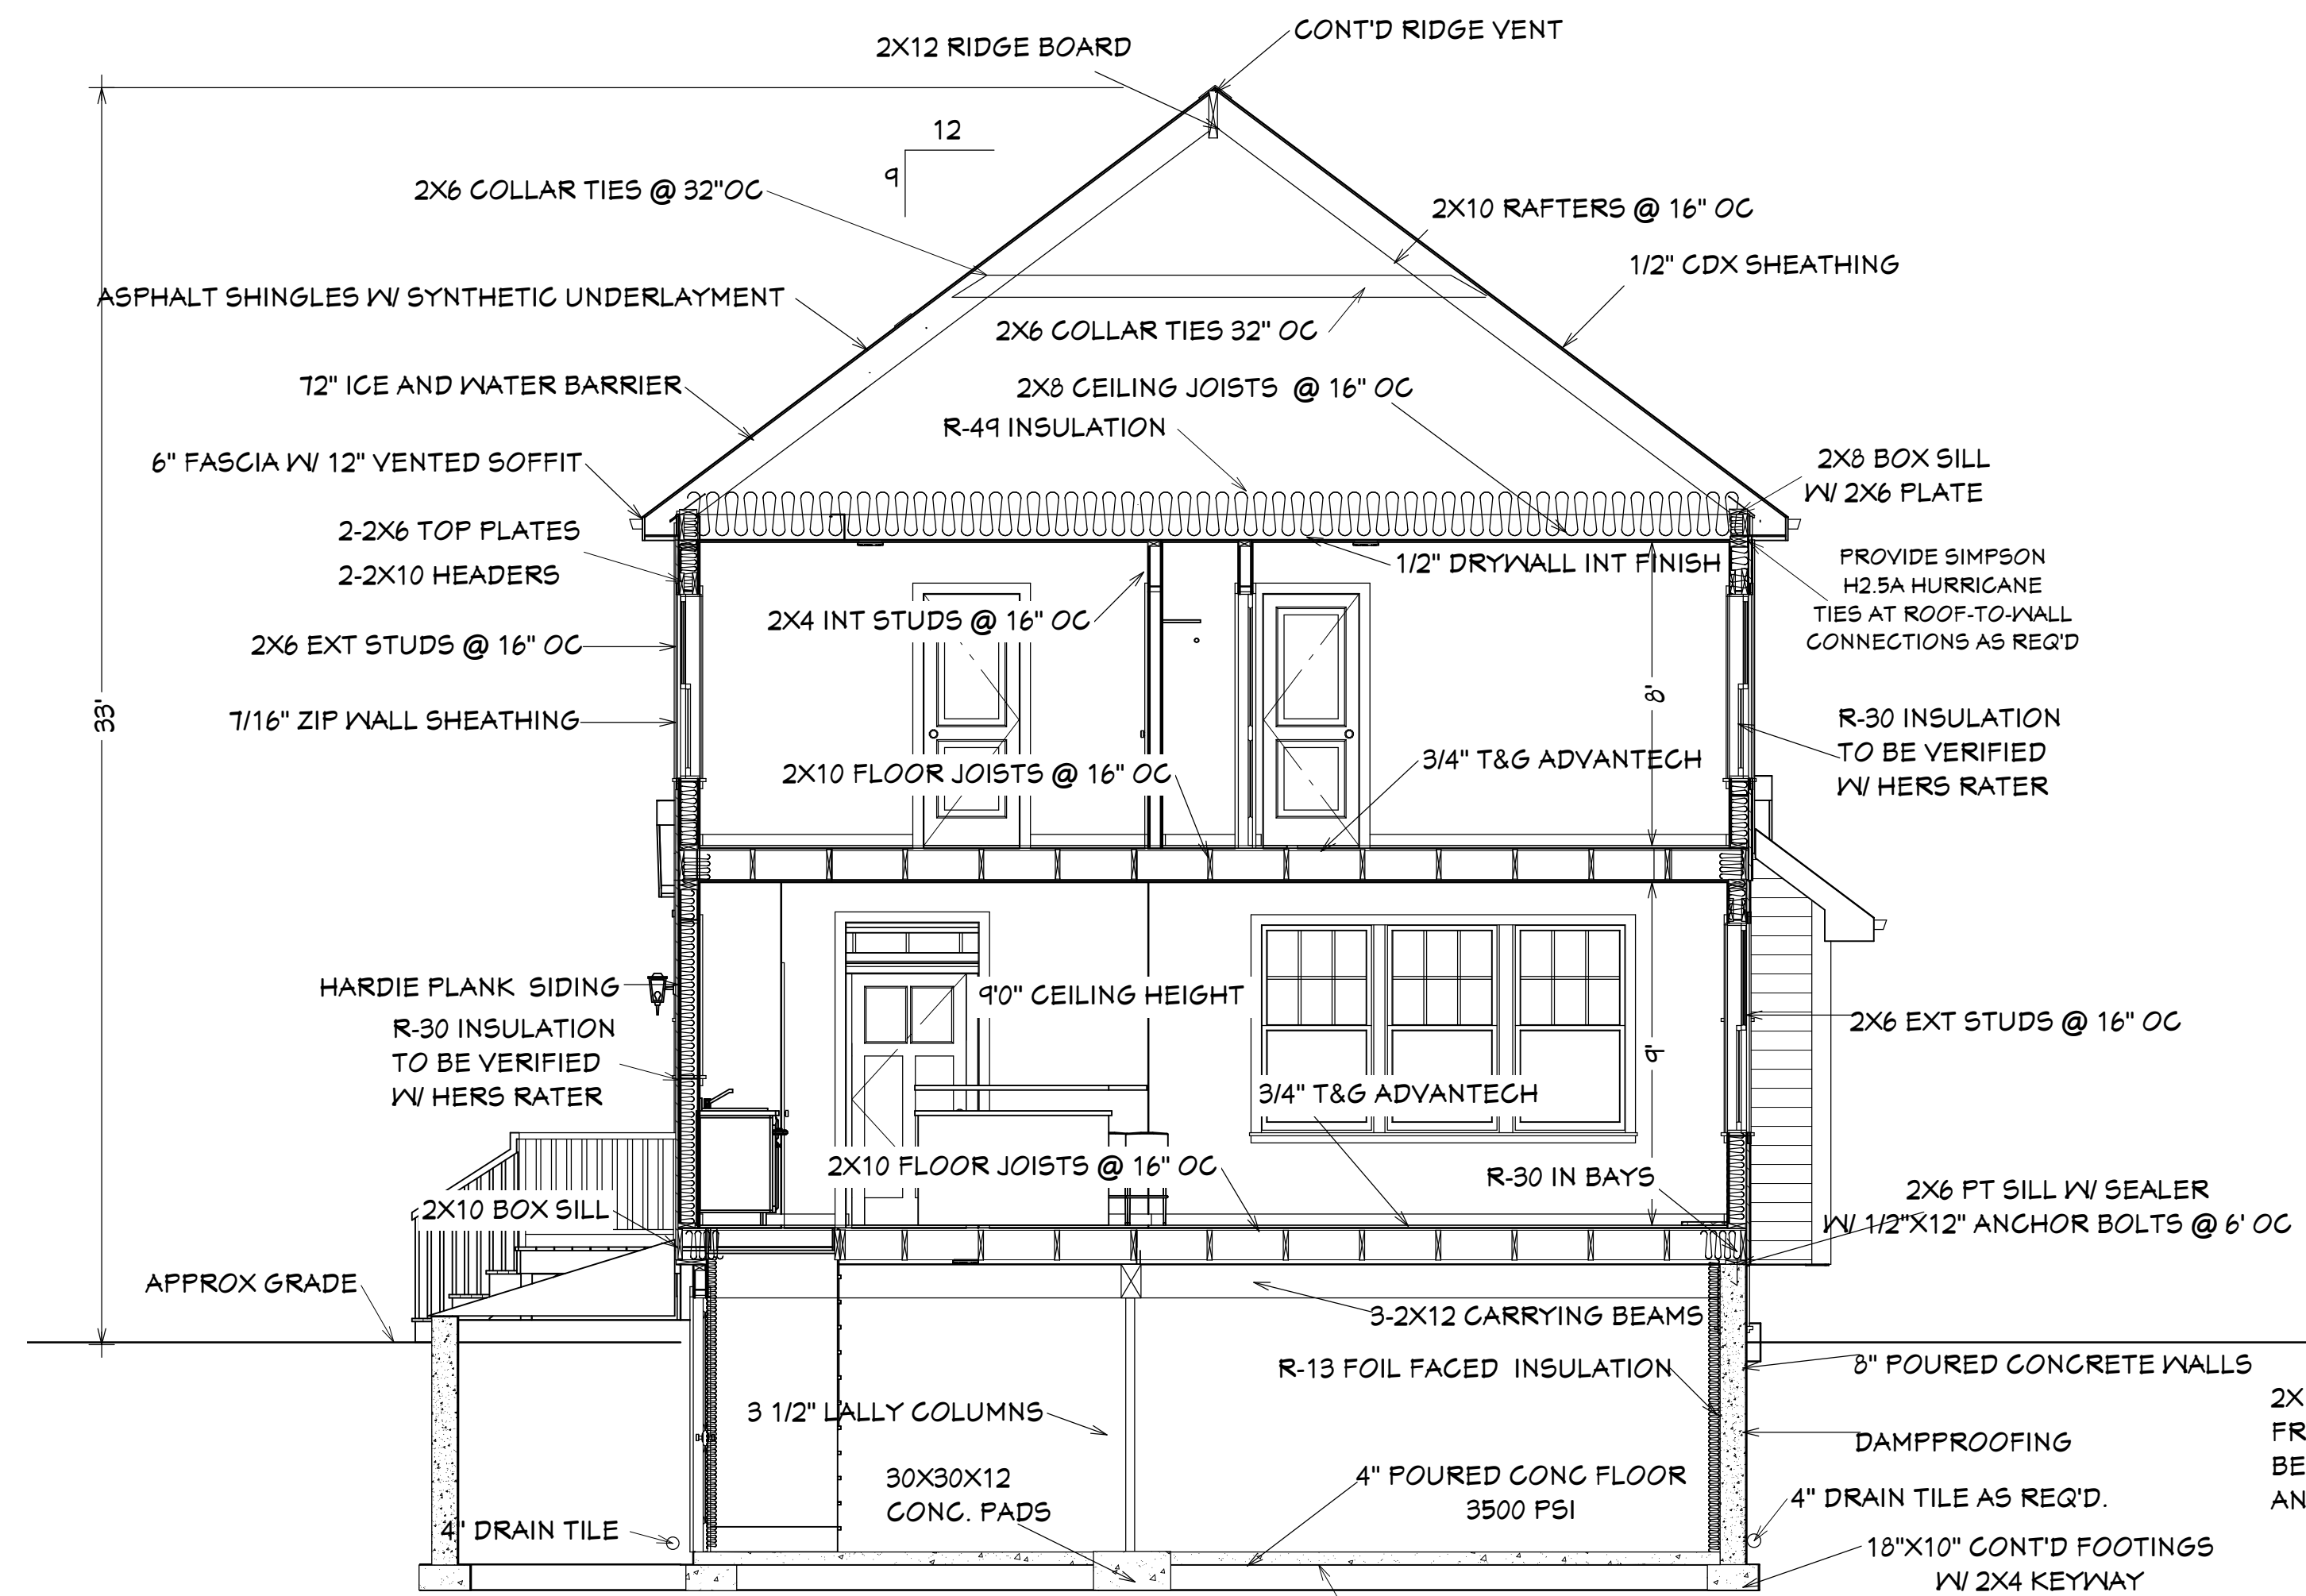 CONT'D RIDGE VENT
2X12 RIDGE BOARD
12
9
2X6 COLLAR TIES @ 32"OC
2X10 RAFTERS @ 16" OC
1/2" CDX SHEATHING
ASPHALT SHINGLES W/ SYNTHETIC UNDERLAYMENT
2X6 COLLAR TIES 32" OC
72" ICE AND WATER BARRIER
2X8 CEILING JOISTS @ 16" OC
R-49 INSULATION
6" FASCIA W/ 12" VENTED SOFFIT
2X8 BOX SILL
W/ 2X6 PLATE
2-2X6 TOP PLATES
2-2X10 HEADERS
1/2" DRYWALL INT FINISH
PROVIDE SIMPSON
H2.5A HURRICANE
TIES AT ROOF-TO-WALL
CONNECTIONS AS REQ'D
2X4 INT STUDS @ 16" OC
2X6 EXT STUDS @ 16" OC
8'
33'
7/16" ZIP WALL SHEATHING
R-30 INSULATION
TO BE VERIFIED
W/ HERS RATER
2X10 FLOOR JOISTS @ 16" OC
3/4" T&G ADVANTECH
HARDIE PLANK SIDING
9'0" CEILING HEIGHT
R-30 INSULATION
TO BE VERIFIED
W/ HERS RATER
2X6 EXT STUDS @ 16" OC
9'
3/4" T&G ADVANTECH
2X10 FLOOR JOISTS @ 16" OC
R-30 IN BAYS
2X6 PT SILL W/ SEALER
W/ 1/2"X12" ANCHOR BOLTS @ 6' OC
2X10 BOX SILL
APPROX GRADE
3-2X12 CARRYING BEAMS
R-13 FOIL FACED INSULATION
8" POURED CONCRETE WALLS
2X
FR
BE
AN
3 1/2" LALLY COLUMNS
DAMPPROOFING
30X30X12
CONC. PADS
4" POURED CONC FLOOR
3500 PSI
4" DRAIN TILE AS REQ'D.
4" DRAIN TILE
18"X10" CONT'D FOOTINGS
W/ 2X4 KEYWAY